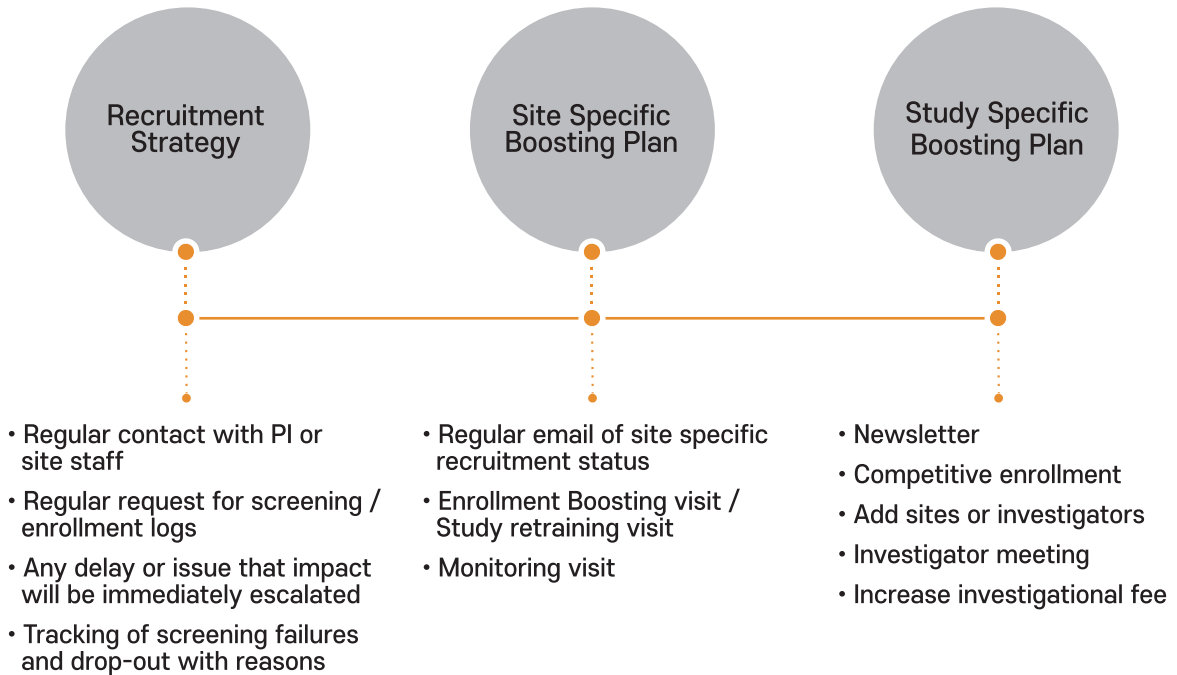 Recruitment
Strategy
Site Specific
Boosting Plan
Study Specific
Boosting Plan
• Regular contact with PI or
site staff
• Regular request for screening /
enrollment logs
• Any delay or issue that impact
will be immediately escalated
• Tracking of screening failures
and drop-out with reasons
• Regular email of site specific
recruitment status
• Enrollment Boosting visit /
Study retraining visit
• Monitoring visit
• Newsletter
• Competitive enrollment
• Add sites or investigators
• Investigator meeting
• Increase investigational fee